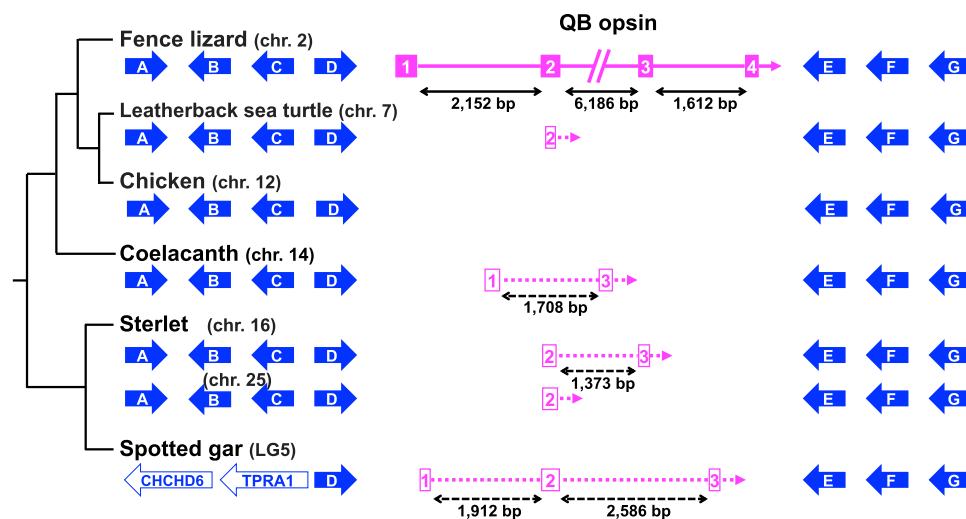 QB opsin
Fence lizard (chr. 2)
A B C D 1 2 3 4 E F G
2,152 bp 6,186 bp 1,612 bp
Leatherback sea turtle (chr. 7)
A B C D 2 E F G
Chicken (chr. 12)
A B C D E F G
Coelacanth (chr. 14)
A B C D 1 3 E F G
1,708 bp
Sterlet (chr. 16)
A B C D 2 3 E F G
1,373 bp
(chr. 25)
A B C D 2 E F G
Spotted gar (LG5)
CHCHD6 TPRA1 D 1 2 3 E F G
1,912 bp 2,586 bp